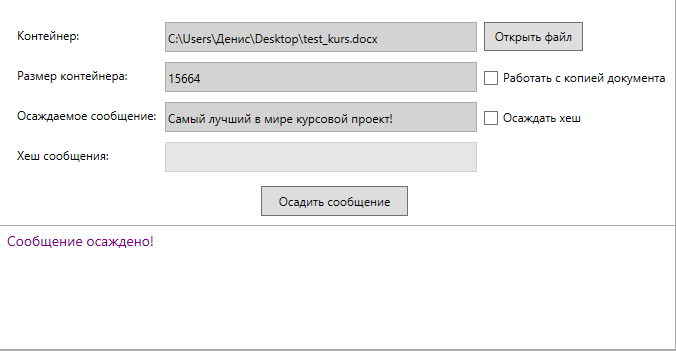 Контейнер: C:\Users\Денис\Desktop\test_kurs.docx Открыть файл
Размер контейнера: 15664 Работать с копией документа
Осаждаемое сообщение: Самый лучший в мире курсовой проект! Осаждать хеш
Хеш сообщения:
Осадить сообщение
Сообщение осаждено!